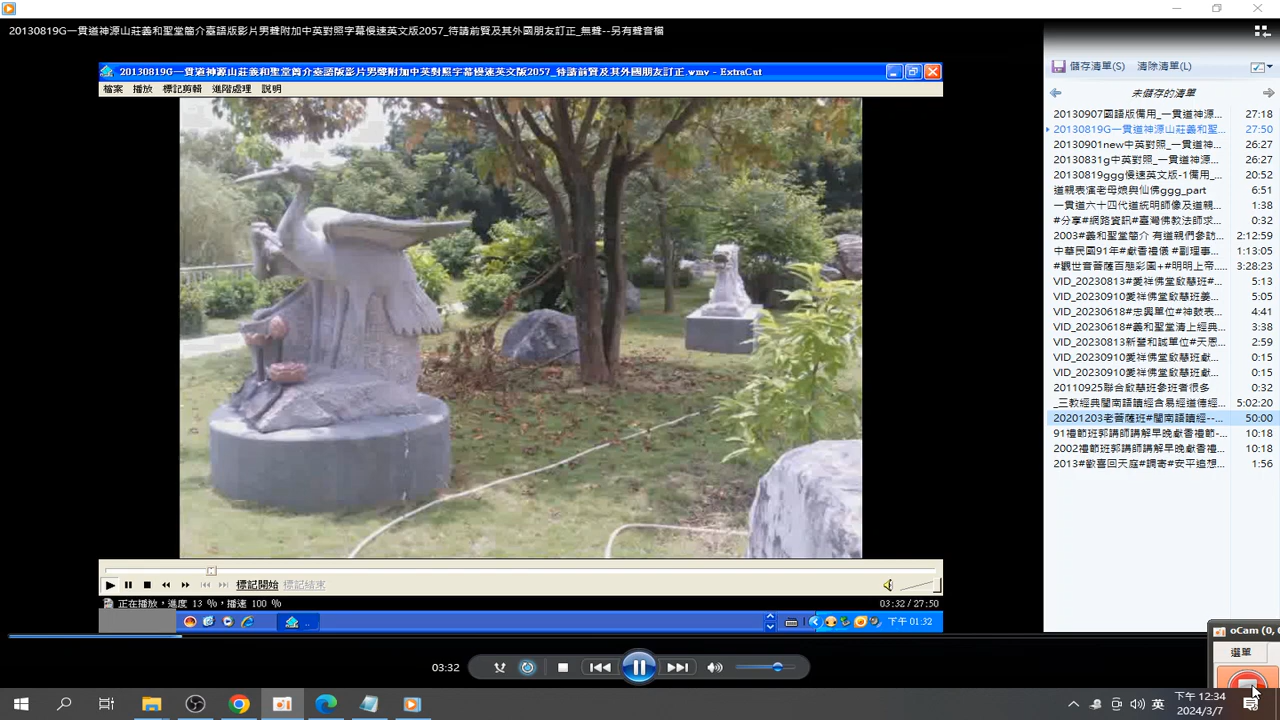 20130819G一貫道神源山莊義和聖堂簡介臺語版影片男聲附加中英對照字幕慢速英文版2057_待請前賢及其外國朋友訂正_無聲--另有聲音檔
20130819G一貫道神源山莊義和聖堂簡介臺語版影片男聲附加中英對照字幕慢速英文版2057_待請前賢及其外國朋友訂正.wmv - ExtraCut
檔案 播放 標記剪輯 進階處理 說明
標記開始 標記結束
正在播放，進度 13 %，播速 100 %
03:32 / 27:50
下午 01:32
03:32
儲存清單(S) 清除清單(L)
未儲存的清單
20130907國語版備用_一貫道神源... 27:18
20130819G一貫道神源山莊義和聖... 27:50
20130901new中英對照_一貫道神... 26:27
20130831g中英對照_一貫道神源... 26:27
20130819ggg慢速英文版-1備用_... 20:52
道親表演老母娘與仙佛ggg_part 6:51
一貫道六十四代道統明師像及道親... 1:38
#分享#網路資訊#臺灣佛教法師求... 0:32
2003#義和聖堂簡介 有道親們參訪... 2:12:59
中華民國91年#獻香禮儀 #副理事... 1:13:05
#觀世音菩薩百態彩圖+#明明上帝..... 3:28:23
VID_20230813#愛祥佛堂啟慧班#... 5:13
VID_20230910愛祥佛堂啟慧班姜... 5:05
VID_20230618#忠興單位#神鼓表... 4:41
VID_20230618#義和聖堂濤上經典... 3:38
VID_20230813新營和誠單位#天恩... 2:59
VID_20230910愛祥佛堂啟慧班獻... 0:15
VID_20230910愛祥佛堂啟慧班獻... 0:15
20110925聯合啟慧班參班者很多 0:32
_三教經典閩南語讀經含易經道德經... 5:02:20
20201203老菩薩班#閩南語讀經--... 50:00
91禮節班郭講師講解早晚獻香禮節-... 10:18
2002禮節班郭講師講解早晚獻香禮... 10:18
2013#歡喜回天庭#調寄#安平追想... 1:56
oCam (0,
選單
英
下午 12:34
2024/3/7